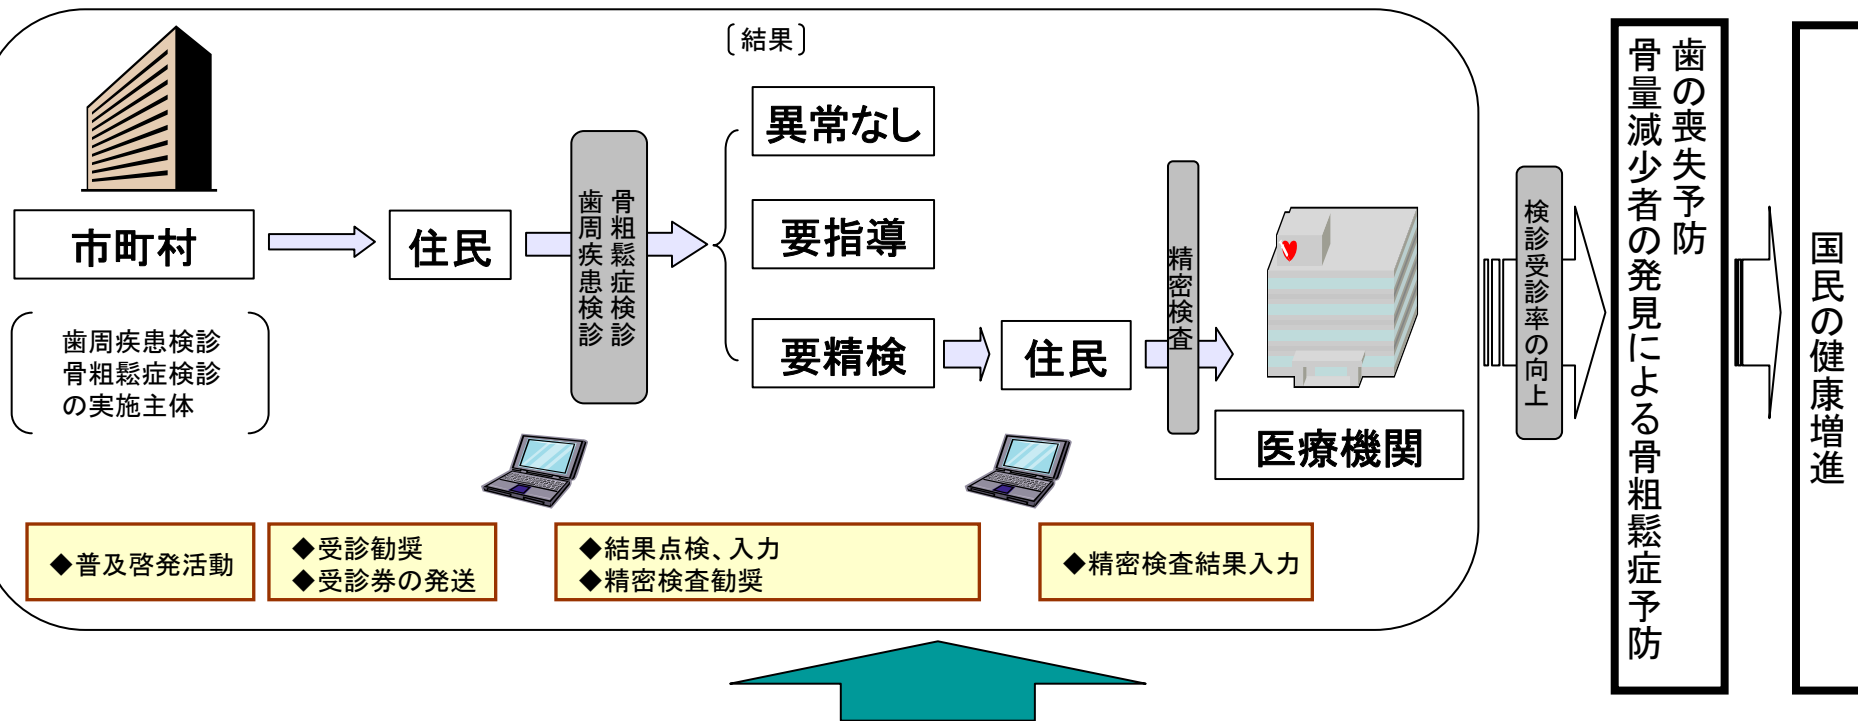 〔結果〕
市町村
歯周疾患検診
骨粗鬆症検診
の実施主体
住民
骨粗鬆症検診
歯周疾患検診
異常なし
要指導
要精検
住民
精密検査
医療機関
◆普及啓発活動
◆受診勧奨
◆受診券の発送
◆結果点検、入力
◆精密検査勧奨
◆精密検査結果入力
検診受診率の向上
歯の喪失予防
骨量減少者の発見による骨粗鬆症予防
国民の健康増進